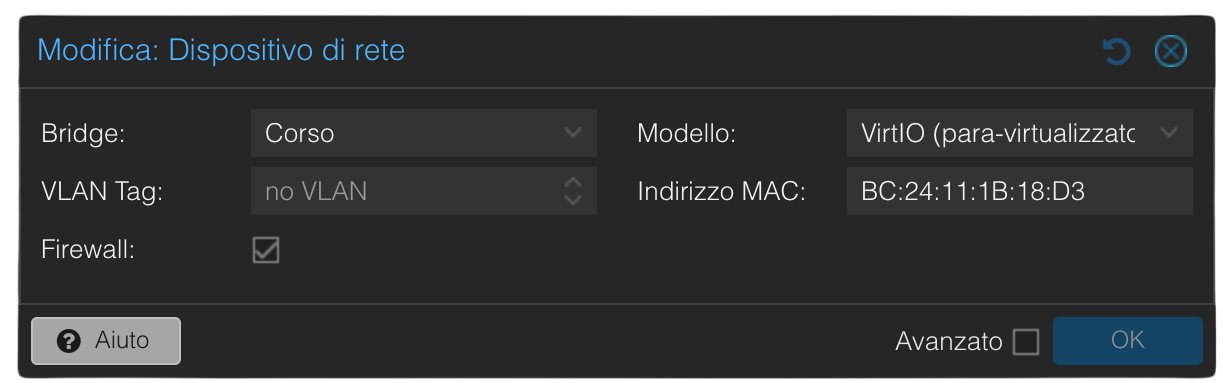 Modifica: Dispositivo di rete
Bridge: Corso Modello: VirtIO (para-virtualizzato
VLAN Tag: no VLAN Indirizzo MAC: BC:24:11:1B:18:D3
Firewall:
Aiuto Avanzato OK